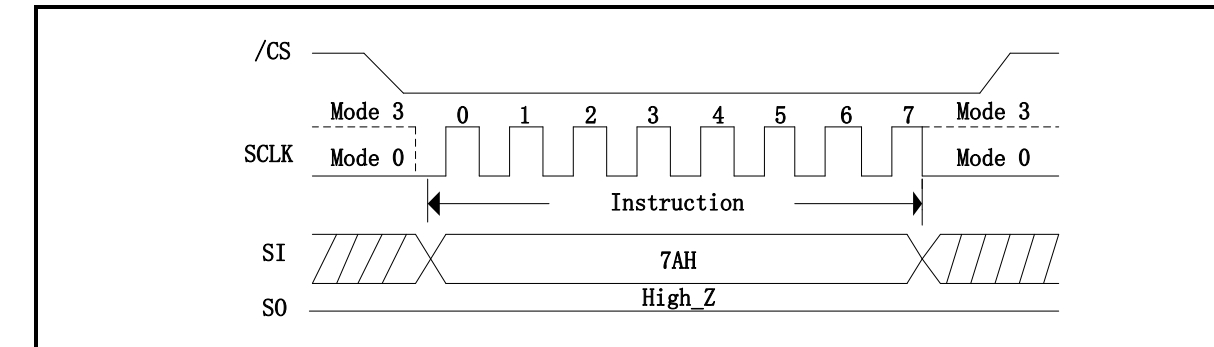 /CS
Mode 3 0 1 2 3 4 5 6 7 Mode 3
SCLK Mode 0 Mode 0
Instruction
SI 7AH
High_Z
SO